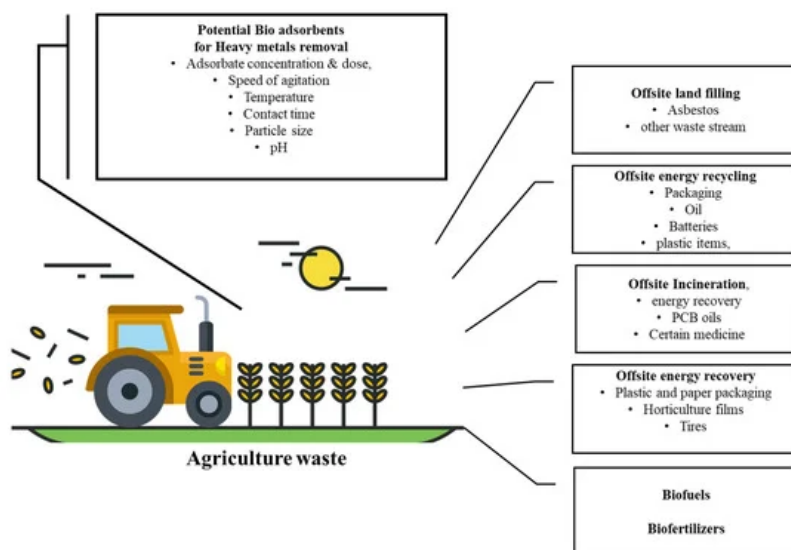 Potential Bio adsorbents
for Heavy metals removal
• Adsorbate concentration & dose,
• Speed of agitation
• Temperature
• Contact time
• Particle size
• pH
Offsite land filling
• Asbestos
• other waste stream
Offsite energy recycling
• Packaging
• Oil
• Batteries
• plastic items,
Offsite Incineration,
• energy recovery
• PCB oils
• Certain medicine
Offsite energy recovery
• Plastic and paper packaging
• Horticulture films
• Tires
Biofuels
Biofertilizers
Agriculture waste